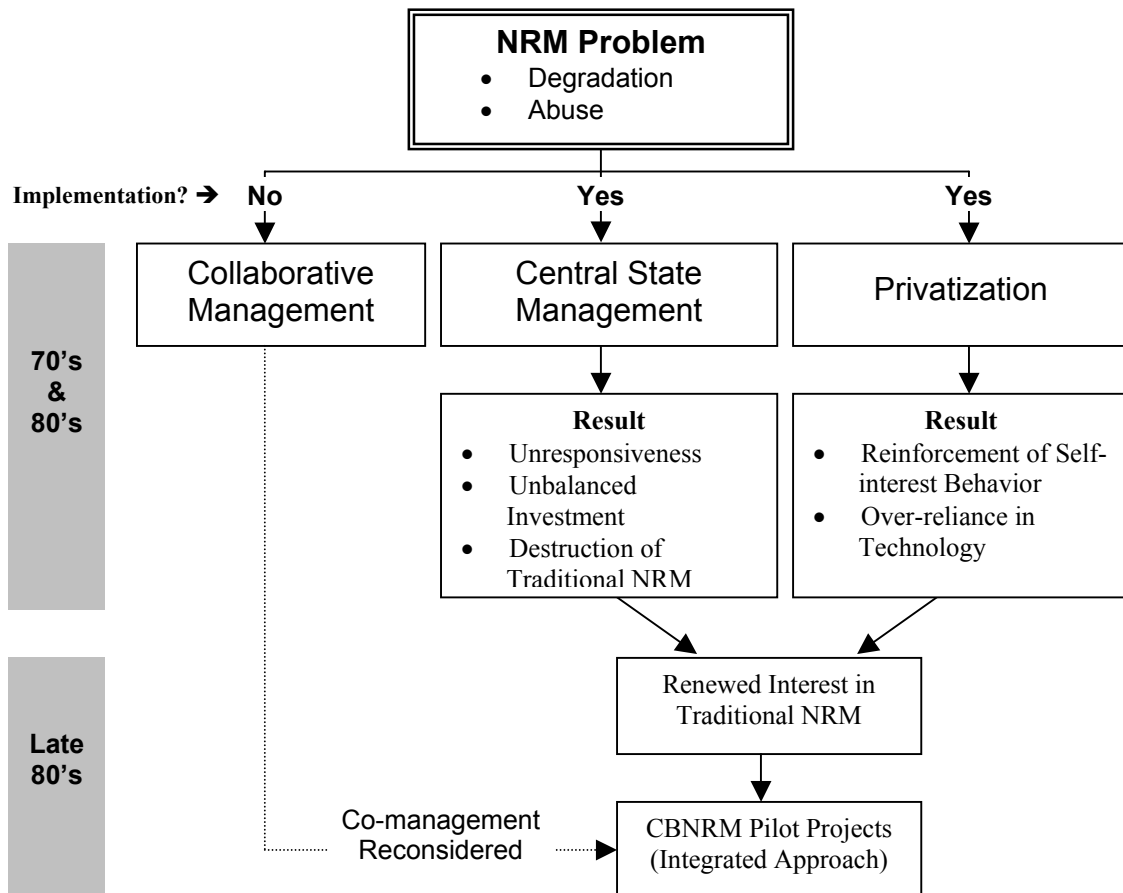 NRM Problem
• Degradation
• Abuse
Implementation? ➔ No Yes Yes
Collaborative
Management
Central State
Management
Privatization
70's
&
80's
Result
• Unresponsiveness
• Unbalanced
Investment
• Destruction of
Traditional NRM
Result
• Reinforcement of Self-
interest Behavior
• Over-reliance in
Technology
Late
80's
Renewed Interest in
Traditional NRM
Co-management
Reconsidered
CBNRM Pilot Projects
(Integrated Approach)